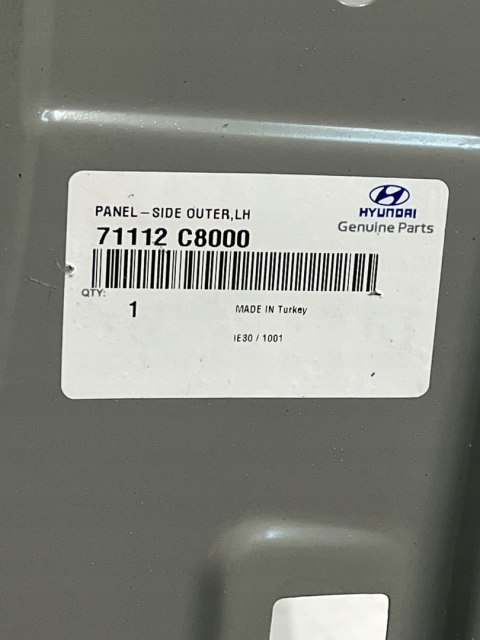 PANEL-SIDE OUTER,LH
HYUNDAI
Genuine Parts
71112 C8000
QTY:
1
MADE IN Turkey
IE30 / 1001